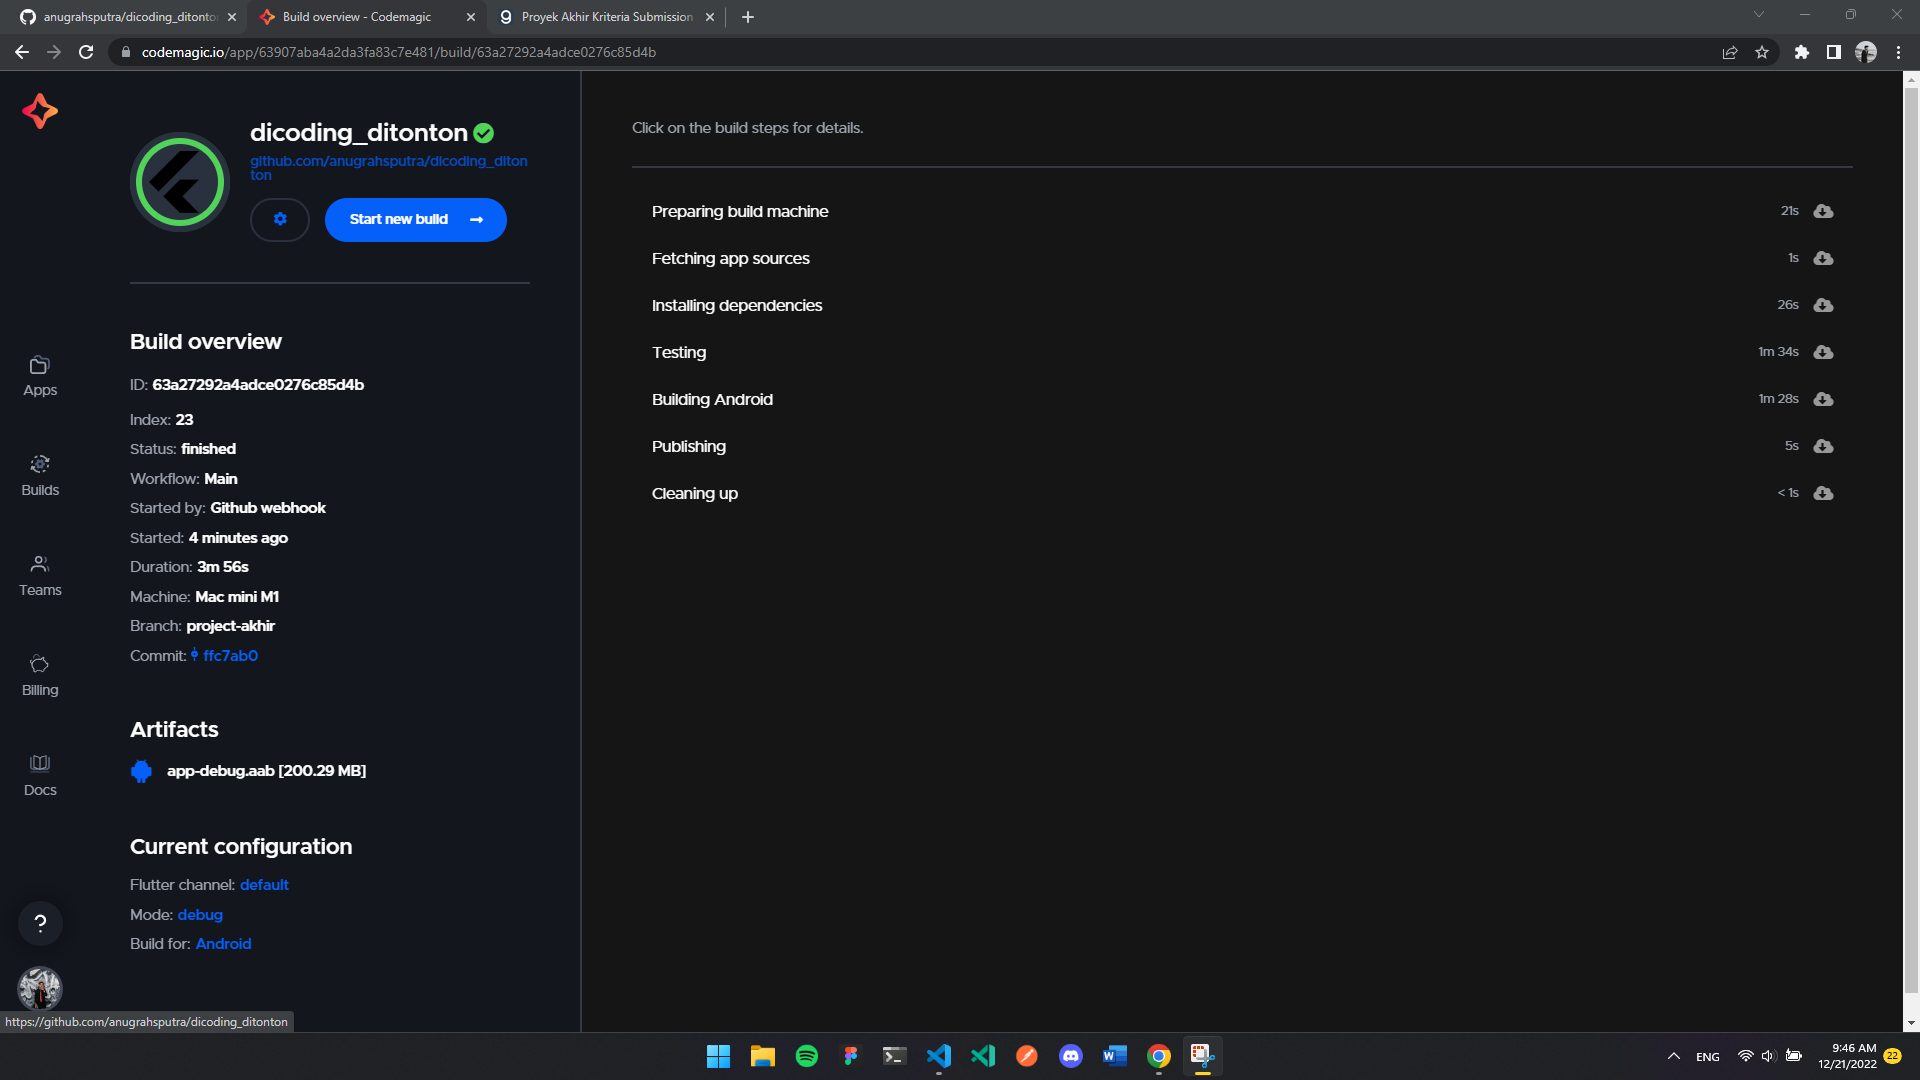 anugrahsputra/dicoding_ditonto
Build overview - Codemagic
Proyek Akhir Kriteria Submission
codemagic.io/app/63907aba4a2da3fa83c7e481/build/63a27292a4adce0276c85d4b
dicoding_ditonton
github.com/anugrahsputra/dicoding_diton
ton
Start new build
Click on the build steps for details.
Preparing build machine 21s
Fetching app sources 1s
Installing dependencies 26s
Testing 1m 34s
Building Android 1m 28s
Publishing 5s
Cleaning up < 1s
Apps
Builds
Teams
Billing
Docs
?
Build overview
ID: 63a27292a4adce0276c85d4b
Index: 23
Status: finished
Workflow: Main
Started by: Github webhook
Started: 4 minutes ago
Duration: 3m 56s
Machine: Mac mini M1
Branch: project-akhir
Commit: ffc7ab0
Artifacts
app-debug.aab [200.29 MB]
Current configuration
Flutter channel: default
Mode: debug
Build for: Android
https://github.com/anugrahsputra/dicoding_ditonton
ENG
9:46 AM
12/21/2022
22